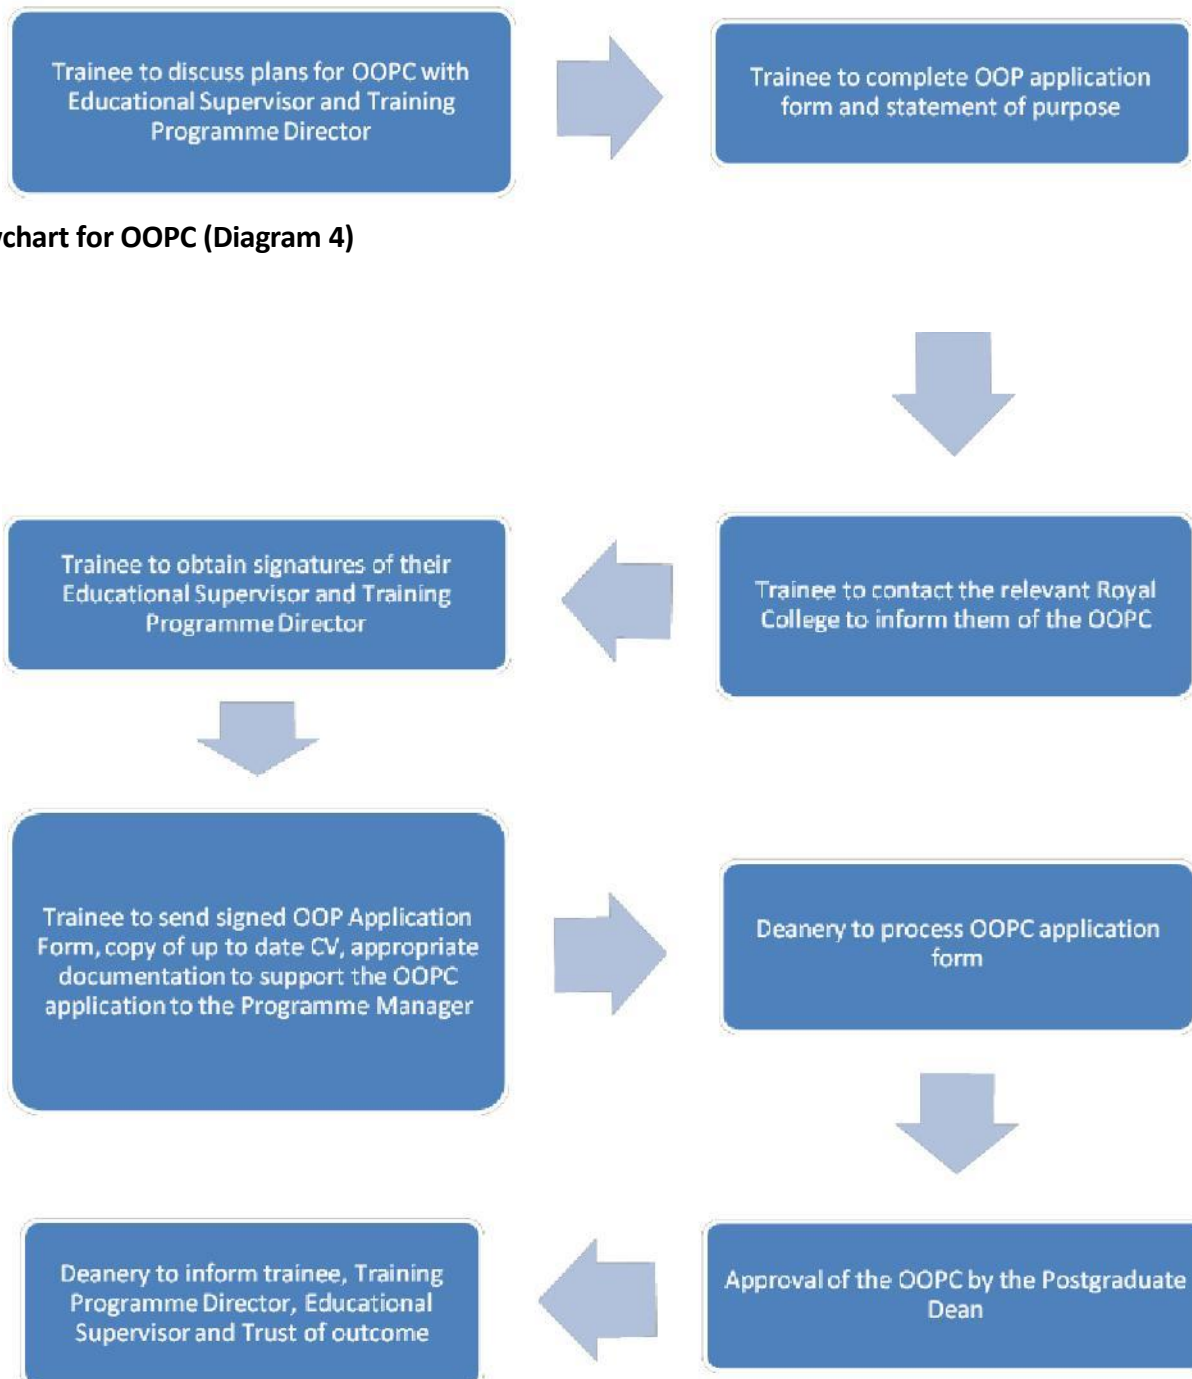 Trainee to discuss plans for OOPC with
Educational Supervisor and Training
Programme Director
Trainee to complete OOP application
form and statement of purpose
chart for OOPC (Diagram 4)
Trainee to contact the relevant Royal
College to inform them of the OOPC
Trainee to obtain signatures of their
Educational Supervisor and Training
Programme Director
Trainee to send signed OOP Application
Form, copy of up to date CV, appropriate
documentation to support the OOPC
application to the Programme Manager
Deanery to process OOPC application
form
Approval of the OOPC by the Postgraduate
Dean
Deanery to inform trainee, Training
Programme Director, Educational
Supervisor and Trust of outcome